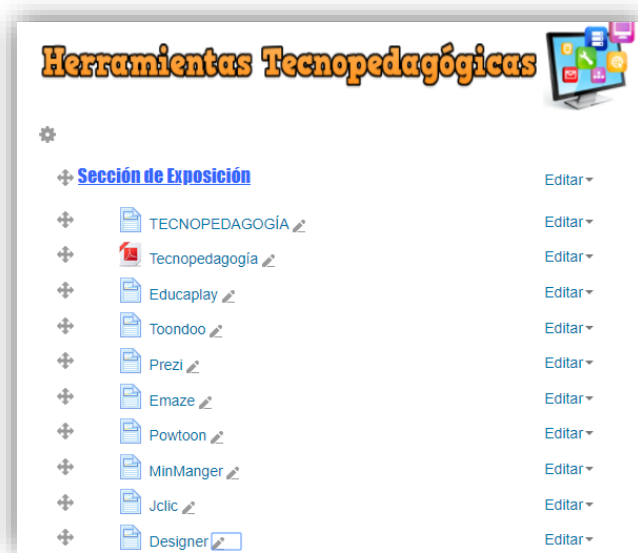 Herramientas Tecnopedagógicas
Sección de Exposición Editar
TECNOPEDAGOGÍA Editar
Tecnopedagogía Editar
Educaplay Editar
Toondoo Editar
Prezi Editar
Emaze Editar
Powtoon Editar
MinManger Editar
Jclic Editar
Designer Editar